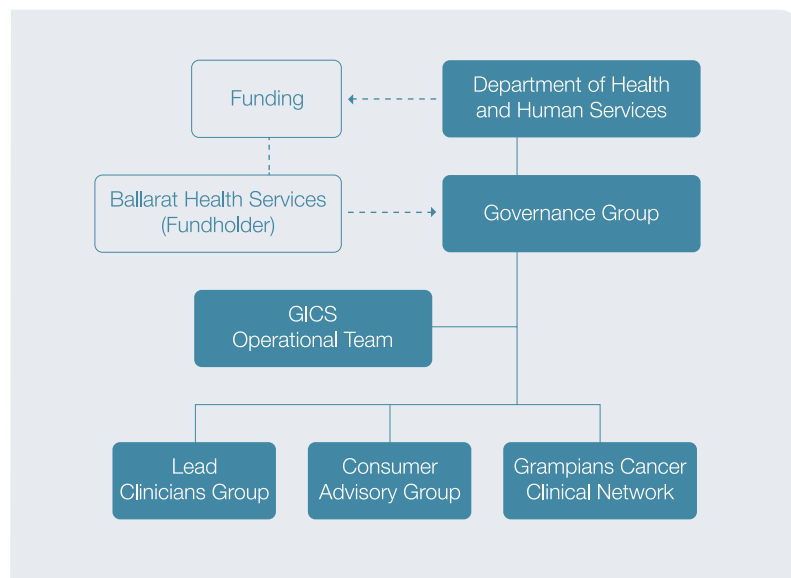 Funding
Department of Health
and Human Services
Ballarat Health Services
(Fundholder)
Governance Group
GICS
Operational Team
Lead
Clinicians Group
Consumer
Advisory Group
Grampians Cancer
Clinical Network